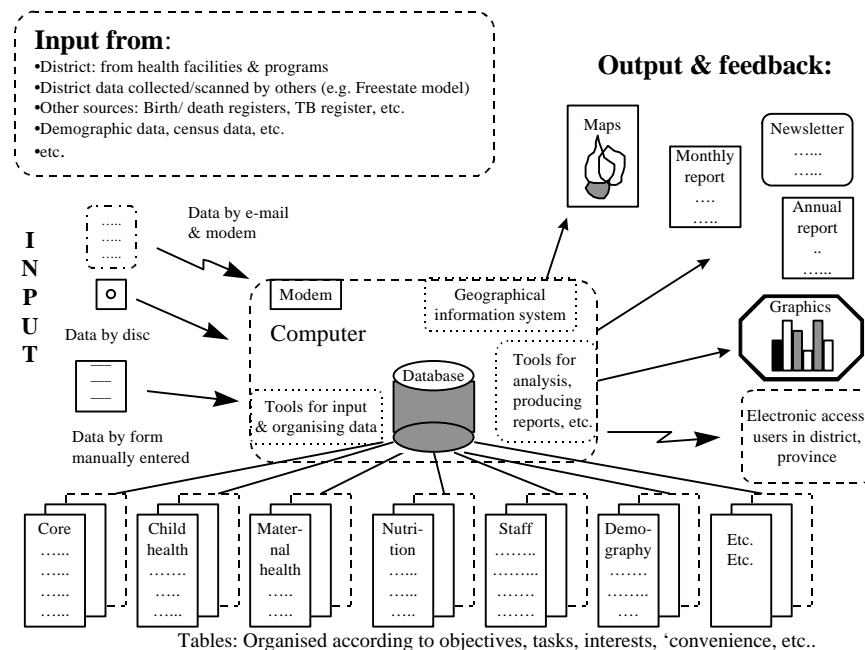 Input from:
•District: from health facilities & programs
•District data collected/scanned by others (e.g. Freestate model)
•Other sources: Birth/ death registers, TB register, etc.
•Demographic data, census data, etc.
•etc.
Output & feedback:
Maps
Monthly
report
....
.....
Newsletter
......
......
Annual
report
..
......
INPUT
.....
.....
.....
Data by e-mail
& modem
Data by disc
Data by form
manually entered
Modem
Computer
Geographical
information system
Database
Tools for input
& organising data
Tools for
analysis,
producing
reports, etc.
Graphics
Electronic access
users in district,
province
Core
......
......
......
......
Child
health
.......
.....
......
Mater-
nal
health
.....
.....
Nutri-
tion
......
.....
......
Staff
........
.........
........
........
Demo-
graphy
.......
........
....
Etc.
Etc.
Tables: Organised according to objectives, tasks, interests, ‘convenience, etc..